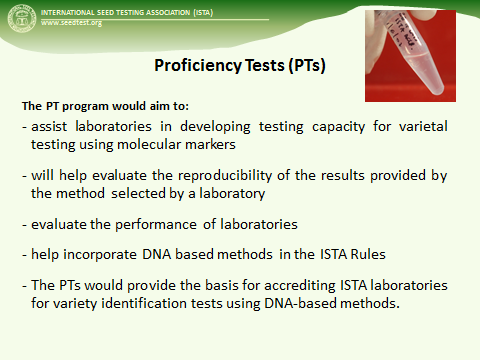 INTERNATIONAL SEED TESTING ASSOCIATION (ISTA)
www.seedtest.org
Proficiency Tests (PTs)
The PT program would aim to:
- assist laboratories in developing testing capacity for varietal
testing using molecular markers
- will help evaluate the reproducibility of the results provided by
the method selected by a laboratory
- evaluate the performance of laboratories
- help incorporate DNA based methods in the ISTA Rules
- The PTs would provide the basis for accrediting ISTA laboratories
for variety identification tests using DNA-based methods.